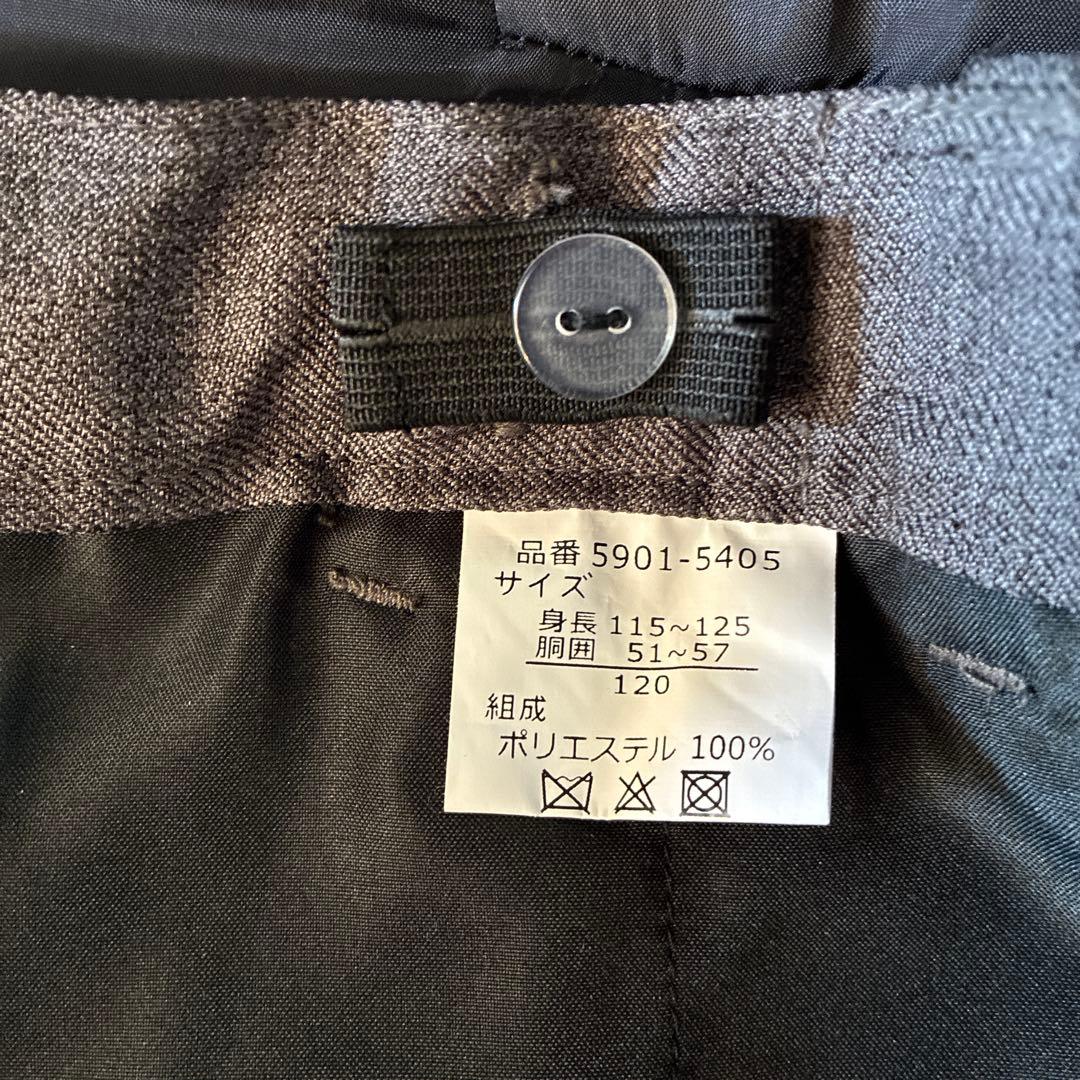 品番 5901-5405
サイズ
身長 115~125
胴囲 51~57
120
組成
ポリエステル 100%